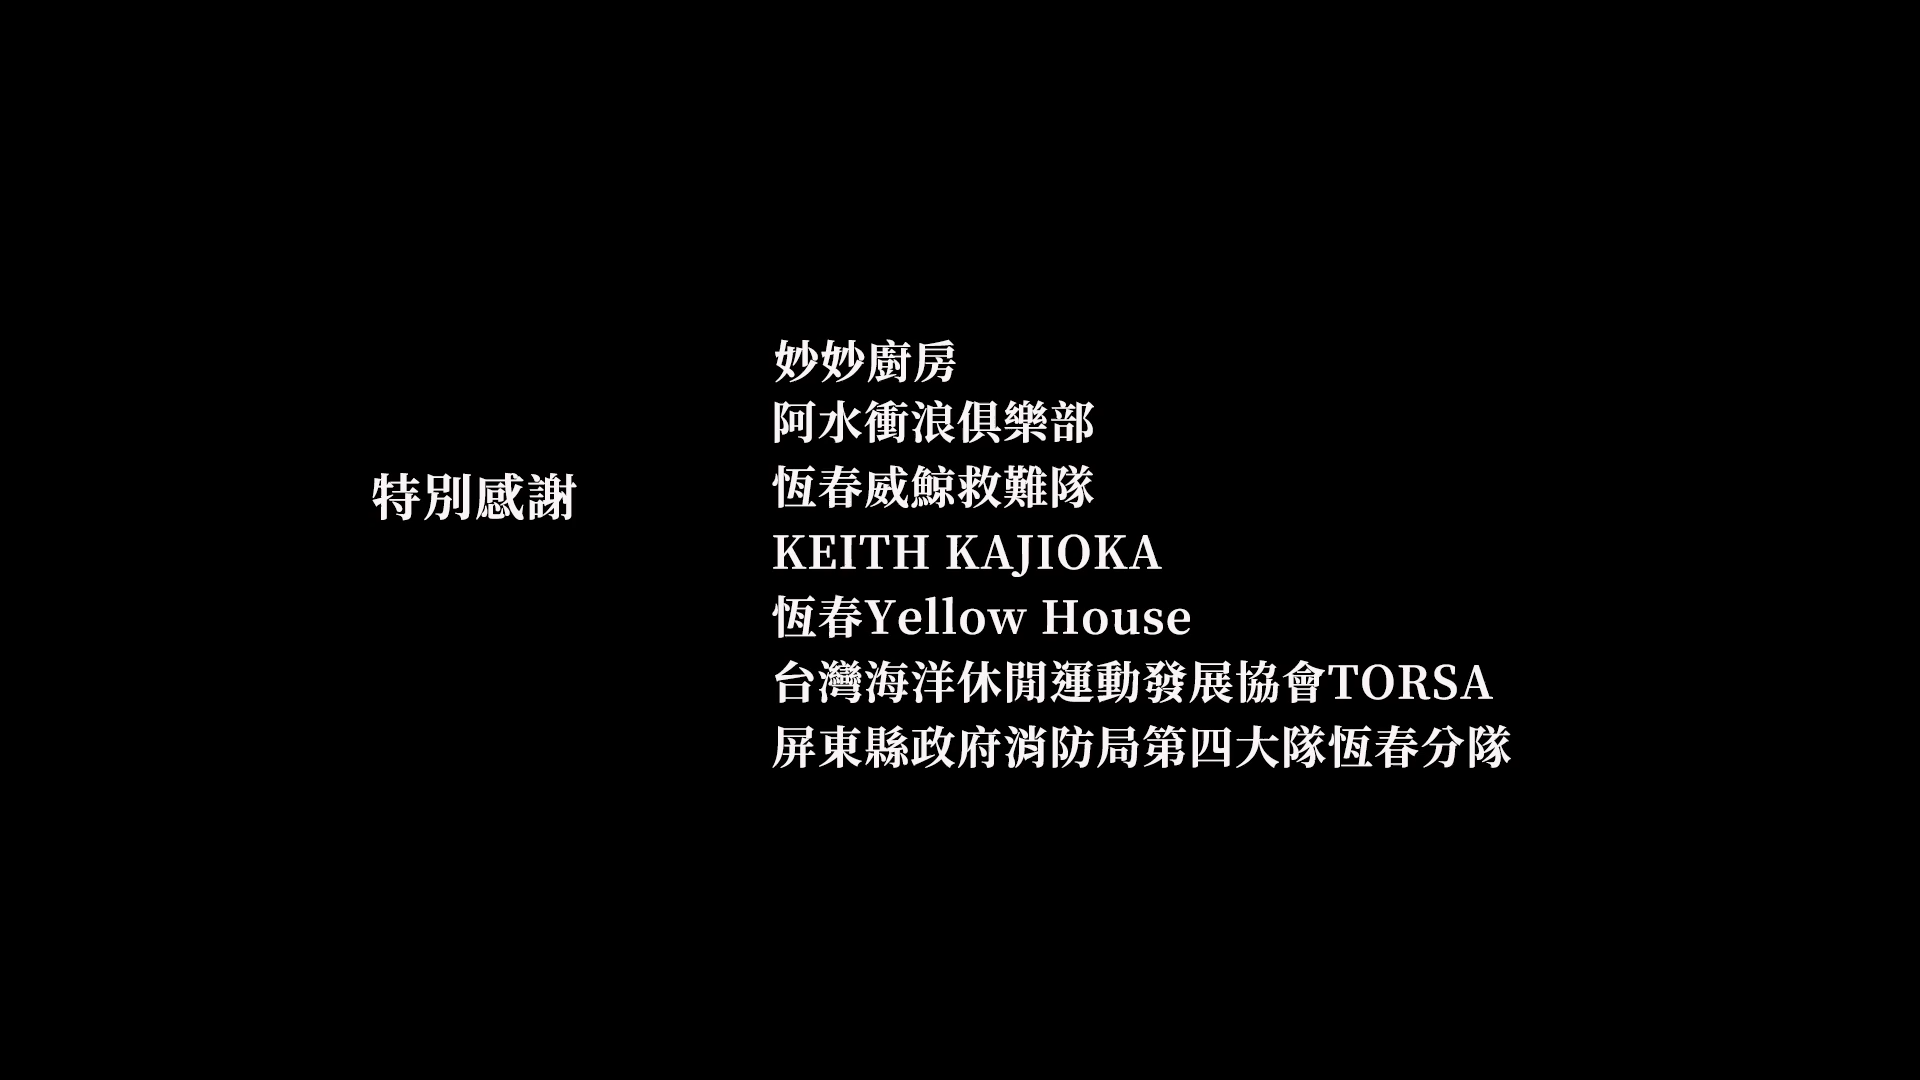 特別感謝
妙妙廚房
阿水衝浪俱樂部
恆春威鯨救難隊
KEITH KAJIOKA
恆春Yellow House
台灣海洋休閒運動發展協會TORSA
屏東縣政府消防局第四大隊恆春分隊